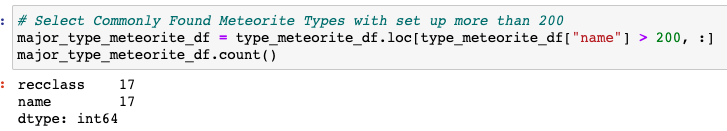 # Select Commonly Found Meteorite Types with set up more than 200
major_type_meteorite_df = type_meteorite_df.loc[type_meteorite_df["name"] > 200, :]
major_type_meteorite_df.count()
recclass    17
name        17
dtype: int64